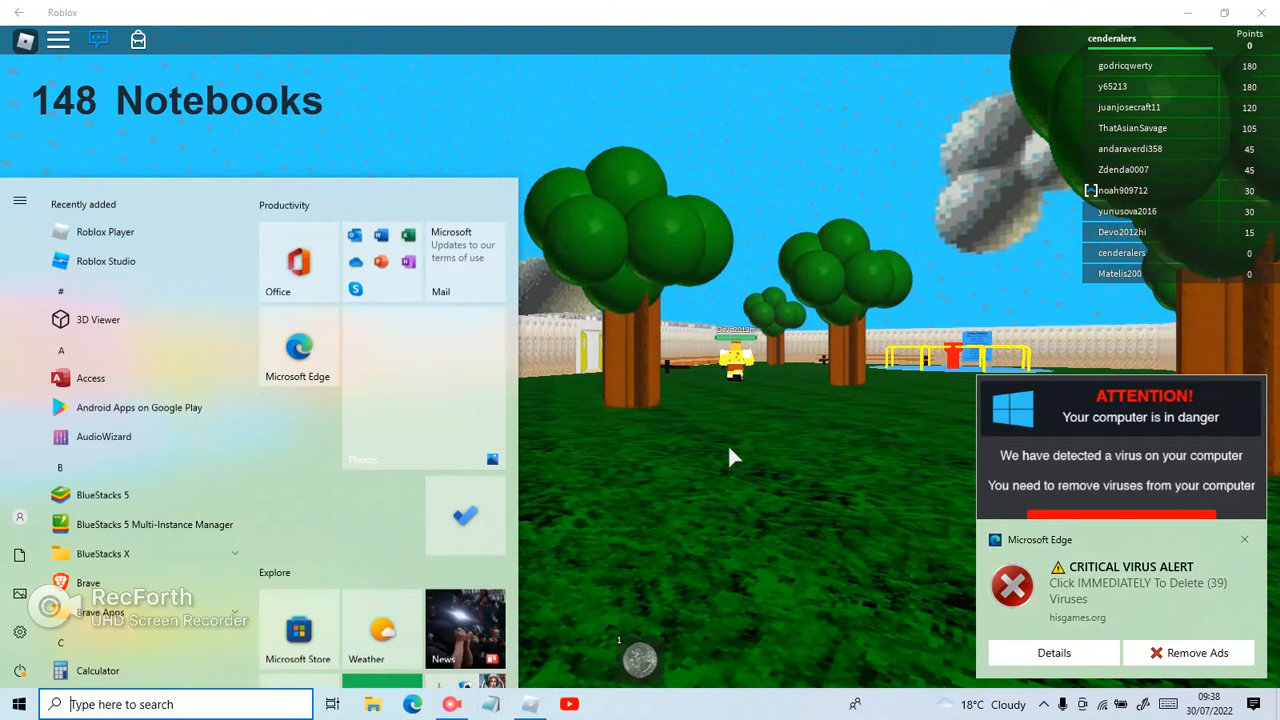 Roblox
148 Notebooks
cenderalers
Points
0
godricqwerty 180
y65213 180
juanjosecraft11 120
ThatAsianSavage 105
andaraverdi358 45
Zdenda0007 45
noah909712 30
yunusova2016 30
Devo2012hi 15
cenderalers 0
Matelis200 0
Recently added
Roblox Player
Roblox Studio
#
3D Viewer
A
Access
Android Apps on Google Play
AudioWizard
B
BlueStacks 5
BlueStacks 5 Multi-Instance Manager
BlueStacks X
Brave
Brave Apps
C
Calculator
Productivity
Office
Microsoft
Updates to our
terms of use
Mail
Microsoft Edge
Photos
Explore
Microsoft Store
Weather
News
RecForth
UHD Screen Recorder
Devo2012hi
1
ATTENTION!
Your computer is in danger
We have detected a virus on your computer
You need to remove viruses from your computer
Microsoft Edge
CRITICAL VIRUS ALERT
Click IMMEDIATELY To Delete (39)
Viruses
hisgames.org
Details
Remove Ads
Type here to search
18°C Cloudy
09:38
30/07/2022